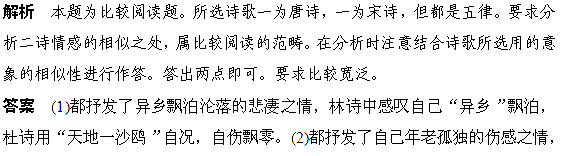 解析　本题为比较阅读题。所选诗歌一为唐诗，一为宋诗，但都是五律。要求分
析二诗情感的相似之处，属比较阅读的范畴。在分析时注意结合诗歌所选用的意
象的相似性进行作答。答出两点即可。要求比较宽泛。
答案　(1)都抒发了异乡飘泊沦落的悲凄之情，林诗中感叹自己“异乡”飘泊，
杜诗用“天地一沙鸥”自况，自伤飘零。(2)都抒发了自己年老孤独的伤感之情，